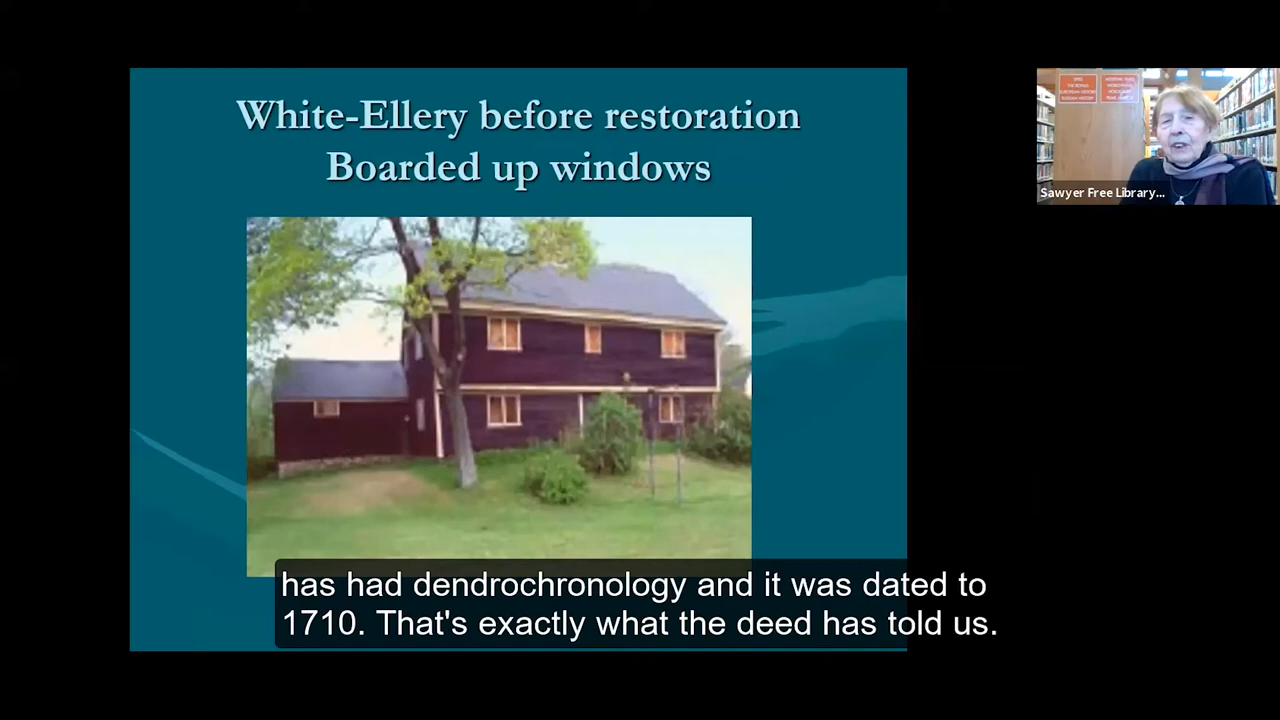 White-Ellery before restoration
Boarded up windows
Sawyer Free Library...
has had dendrochronology and it was dated to
1710. That's exactly what the deed has told us.